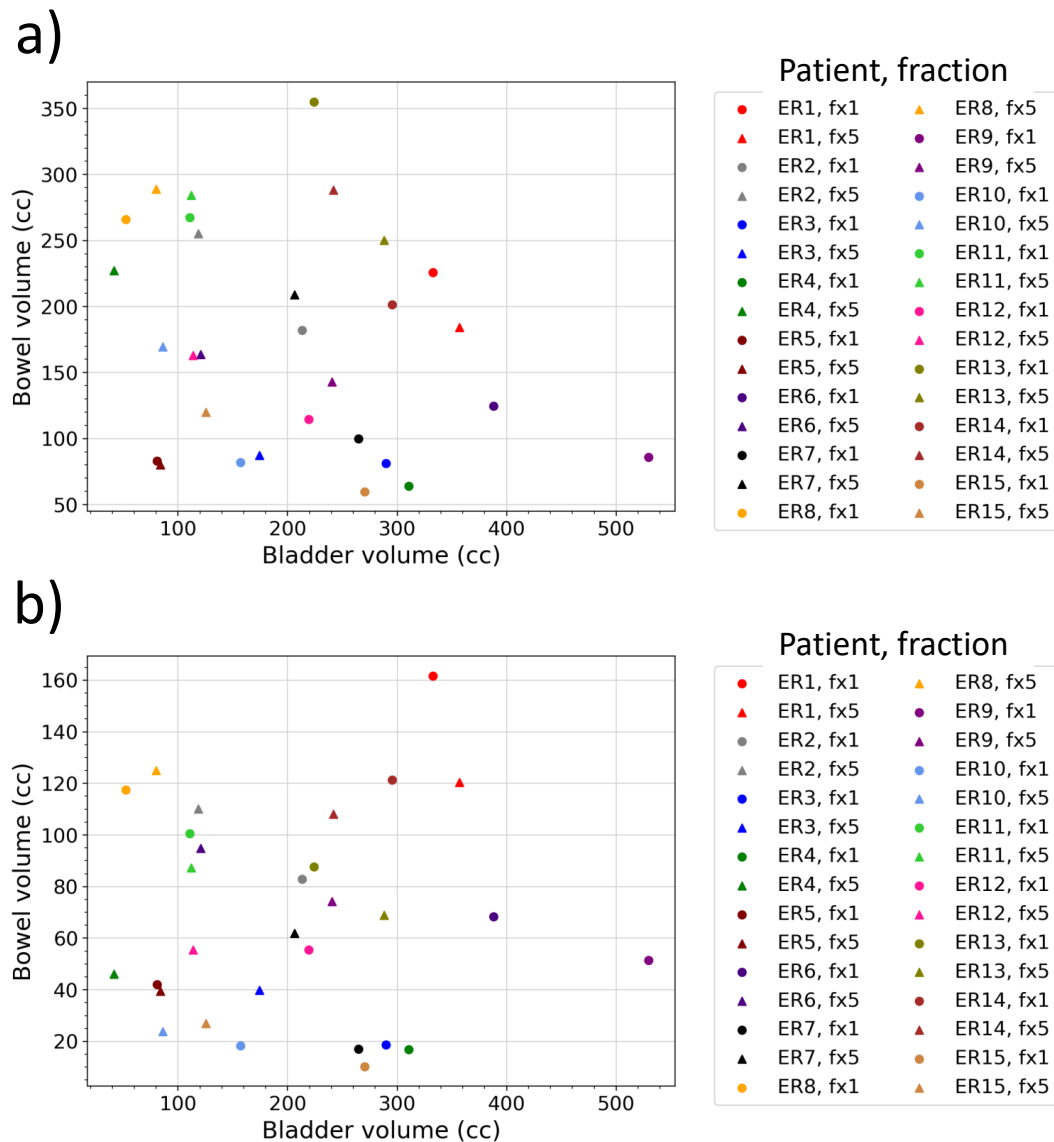 a)
Patient, fraction
350
300
250
200
150
100
50
Bowel volume (cc)
100 200 300 400 500
Bladder volume (cc)
ER1, fx1 ER8, fx5
ER1, fx5 ER9, fx1
ER2, fx1 ER9, fx5
ER2, fx5 ER10, fx1
ER3, fx1 ER10, fx5
ER3, fx5 ER11, fx1
ER4, fx1 ER11, fx5
ER4, fx5 ER12, fx1
ER5, fx1 ER12, fx5
ER5, fx5 ER13, fx1
ER6, fx1 ER13, fx5
ER6, fx5 ER14, fx1
ER7, fx1 ER14, fx5
ER7, fx5 ER15, fx1
ER8, fx1 ER15, fx5
b)
Patient, fraction
160
140
120
100
80
60
40
20
Bowel volume (cc)
100 200 300 400 500
Bladder volume (cc)
ER1, fx1 ER8, fx5
ER1, fx5 ER9, fx1
ER2, fx1 ER9, fx5
ER2, fx5 ER10, fx1
ER3, fx1 ER10, fx5
ER3, fx5 ER11, fx1
ER4, fx1 ER11, fx5
ER4, fx5 ER12, fx1
ER5, fx1 ER12, fx5
ER5, fx5 ER13, fx1
ER6, fx1 ER13, fx5
ER6, fx5 ER14, fx1
ER7, fx1 ER14, fx5
ER7, fx5 ER15, fx1
ER8, fx1 ER15, fx5